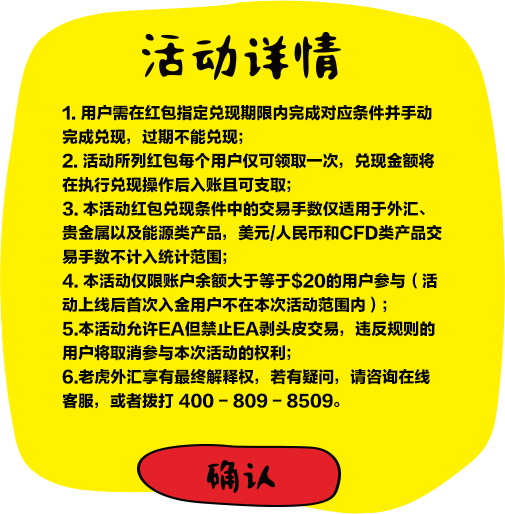 活动详情
1. 用户需在红包指定兑现期限内完成对应条件并手动
完成兑现，过期不能兑现；
2. 活动所列红包每个用户仅可领取一次，兑现金额将
在执行兑现操作后入账且可支取；
3. 本活动红包兑现条件中的交易手数仅适用于外汇、
贵金属以及能源类产品，美元/人民币和CFD类产品交
易手数不计入统计范围；
4. 本活动仅限账户余额大于等于$20的用户参与（活
动上线后首次入金用户不在本次活动范围内）；
5.本活动允许EA但禁止EA剥头皮交易，违反规则的
用户将取消参与本次活动的权利；
6.老虎外汇享有最终解释权，若有疑问，请咨询在线
客服，或者拨打 400－809－8509。
确认